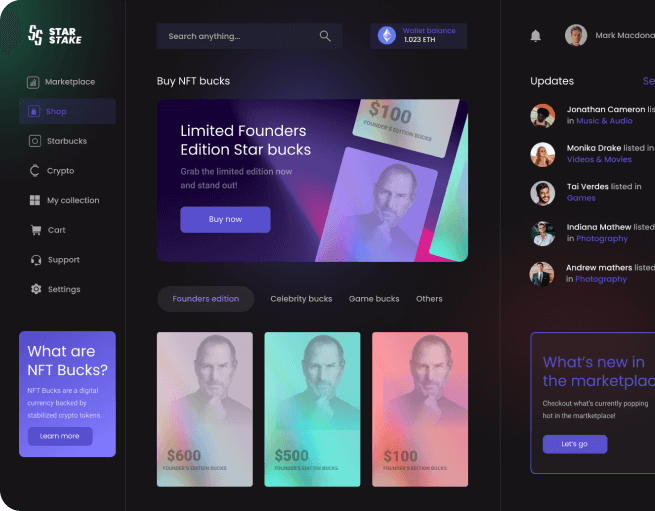 STAR
STAKE
Marketplace
Shop
Starbucks
Crypto
My collection
Cart
Support
Settings
What are
NFT Bucks?
NFT Bucks are a digital
currency backed by
stabilized crypto tokens.
Learn more
Search anything...
Wallet balance
1.023 ETH
Buy NFT bucks
Limited Founders
Edition Star bucks
Grab the limited edition now
and stand out!
Buy now
$100
FOUNDER'S EDITION BUCKS
Founders edition
Celebrity bucks
Game bucks
Others
$600
FOUNDER'S EDITION BUCKS
$500
FOUNDER'S EDITION BUCKS
$100
FOUNDER'S EDITION BUCKS
Mark Macdona
Updates
Se
Jonathan Cameron lis
in Music & Audio
Monika Drake listed in
Videos & Movies
Tai Verdes listed in
Games
Indiana Mathew listed
in Photography
Andrew mathers listed
in Photography
What's new in
the marketplac
Checkout what's currently popping
hot in the martketplace!
Let's go